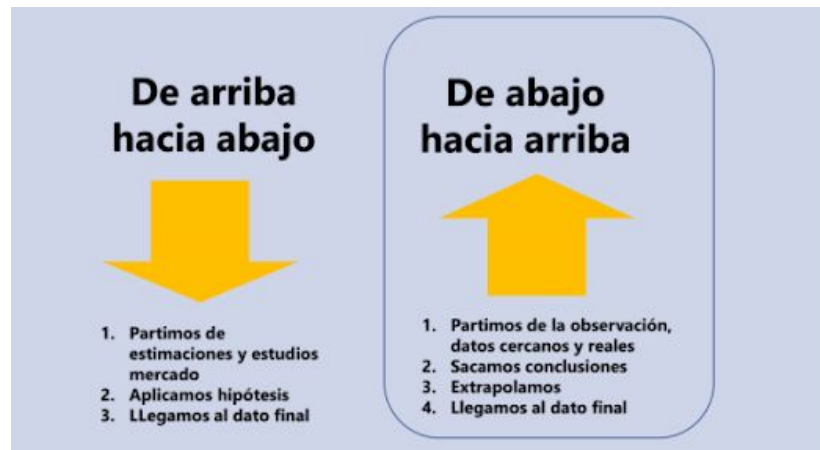 De arriba
hacia abajo
1. Partimos de
estimaciones y estudios
mercado
2. Aplicamos hipótesis
3. LLegamos al dato final
De abajo
hacia arriba
1. Partimos de la observación,
datos cercanos y reales
2. Sacamos conclusiones
3. Extrapolamos
4. Llegamos al dato final